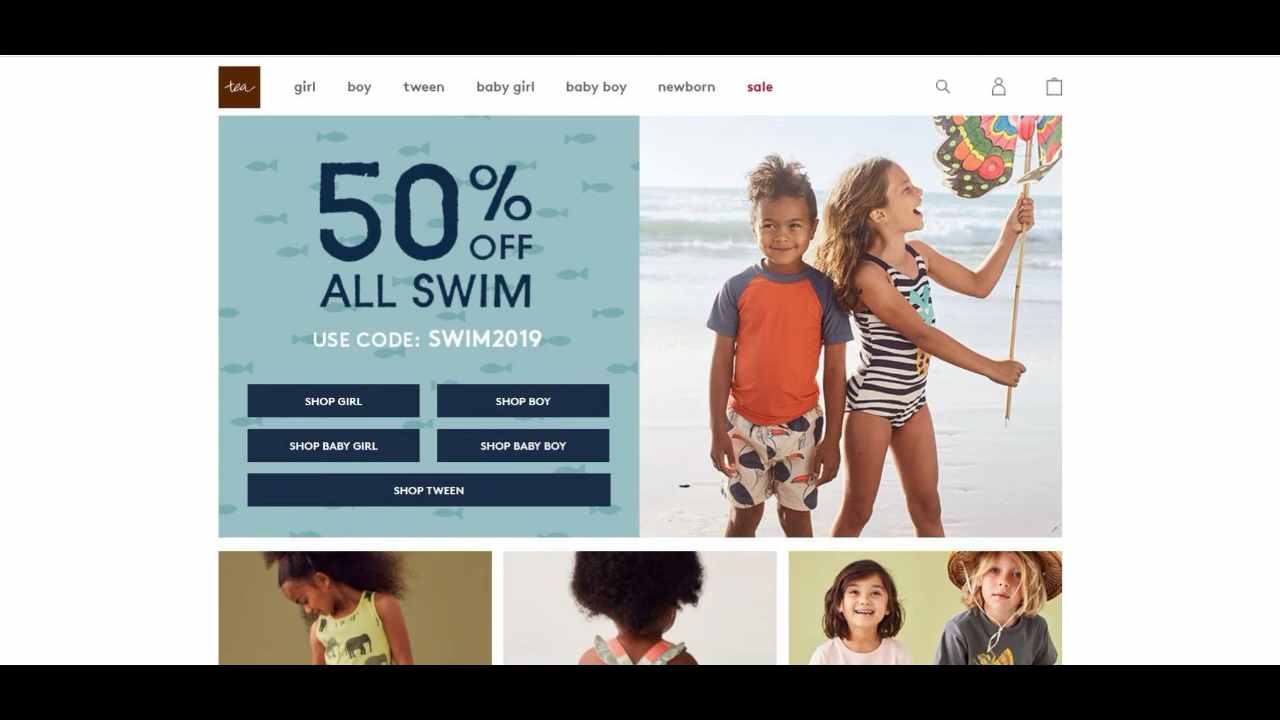 tea girl boy tween baby girl baby boy newborn sale
50% OFF
ALL SWIM
USE CODE: SWIM2019
SHOP GIRL SHOP BOY
SHOP BABY GIRL SHOP BABY BOY
SHOP TWEEN